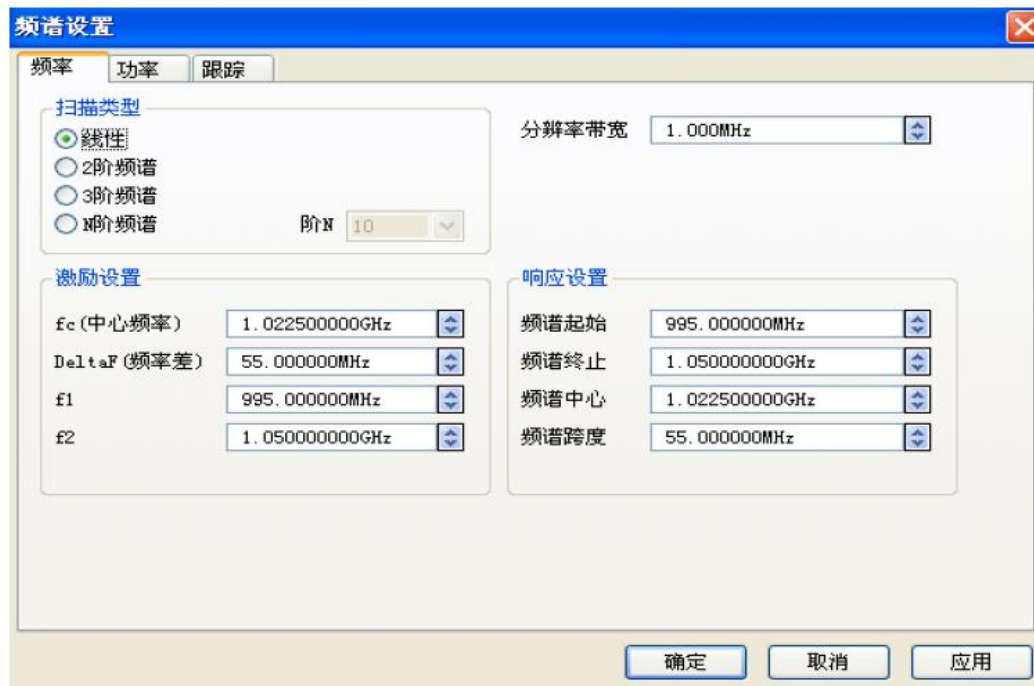 频谱设置
频率 功率 跟踪
扫描类型
线性
2阶频谱
3阶频谱
N阶频谱 阶N 10
分辨率带宽 1.000MHz
激励设置
fc(中心频率) 1.022500000GHz
DeltaF(频率差) 55.000000MHz
f1 995.000000MHz
f2 1.050000000GHz
响应设置
频谱起始 995.000000MHz
频谱终止 1.050000000GHz
频谱中心 1.022500000GHz
频谱跨度 55.000000MHz
确定 取消 应用